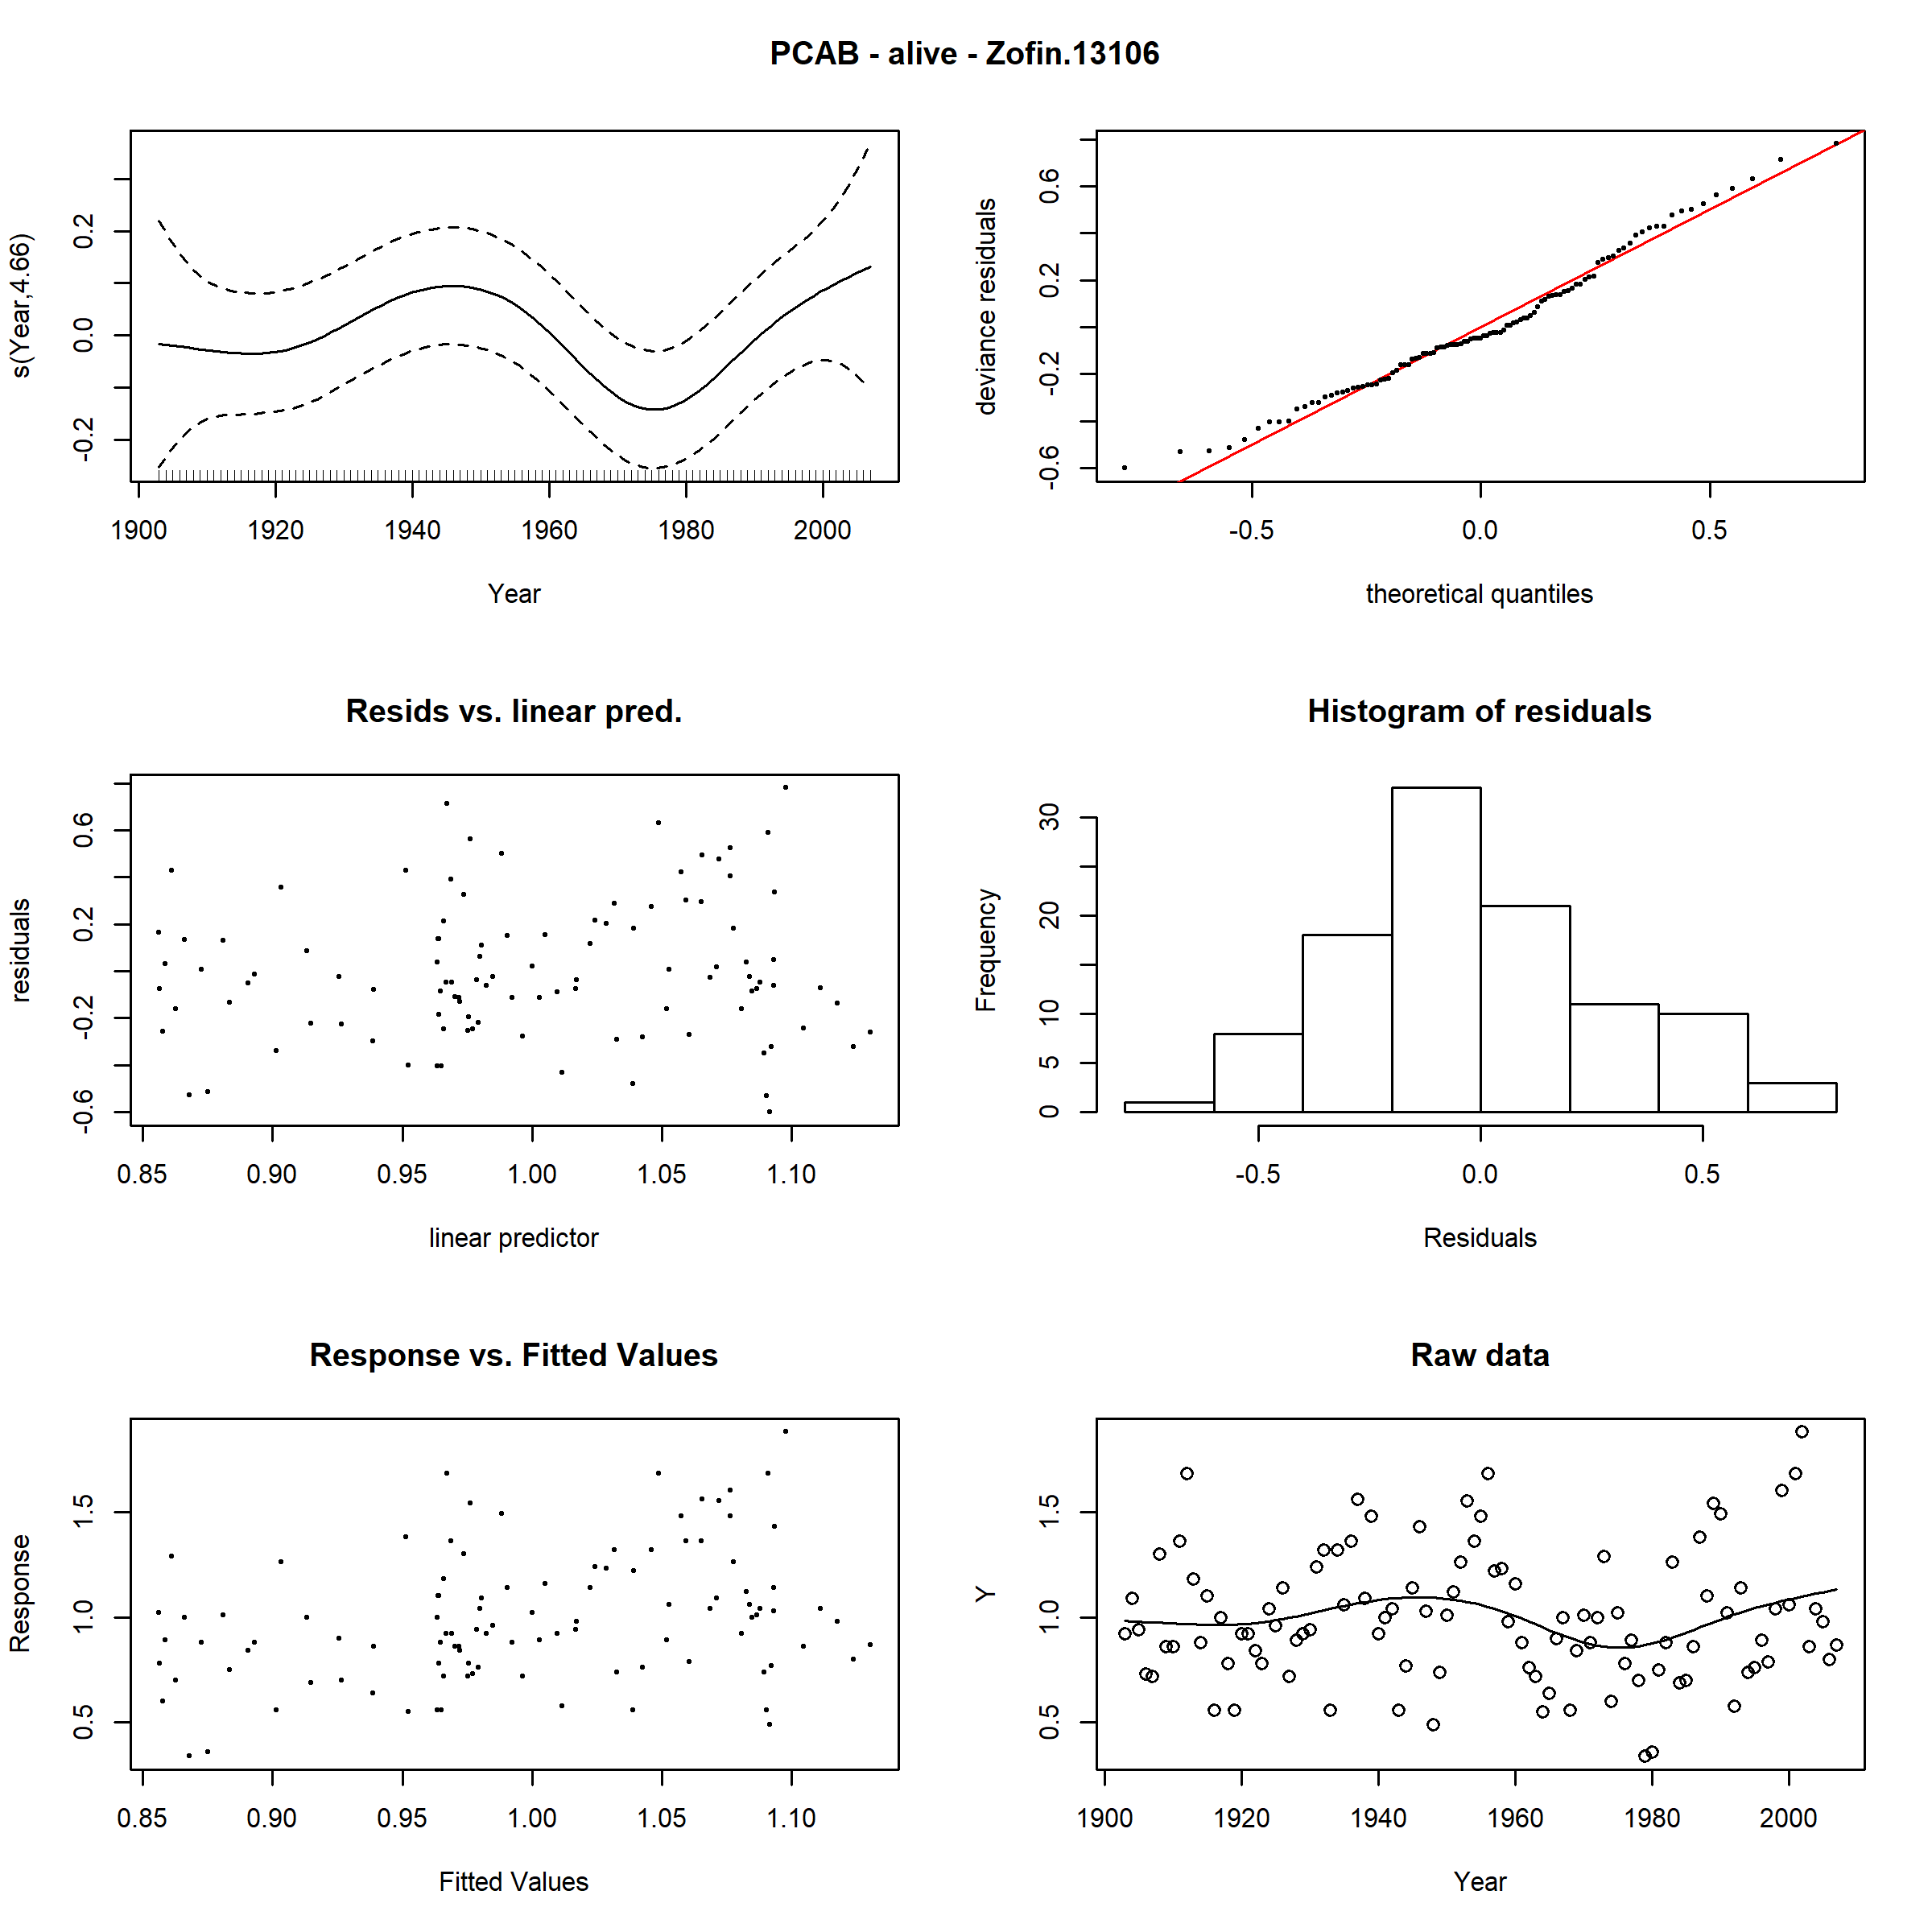 PCAB - alive - Zofin.13106
s(Year,4.66)
-0.2 0.0 0.2
1900 1920 1940 1960 1980 2000
Year
deviance residuals
-0.6 -0.2 0.2 0.6
-0.5 0.0 0.5
theoretical quantiles
Resids vs. linear pred.
residuals
-0.6 -0.2 0.2 0.6
0.85 0.90 0.95 1.00 1.05 1.10
linear predictor
Histogram of residuals
Frequency
0 5 10 20 30
-0.5 0.0 0.5
Residuals
Response vs. Fitted Values
Response
0.5 1.0 1.5
0.85 0.90 0.95 1.00 1.05 1.10
Fitted Values
Raw data
Y
0.5 1.0 1.5
1900 1920 1940 1960 1980 2000
Year